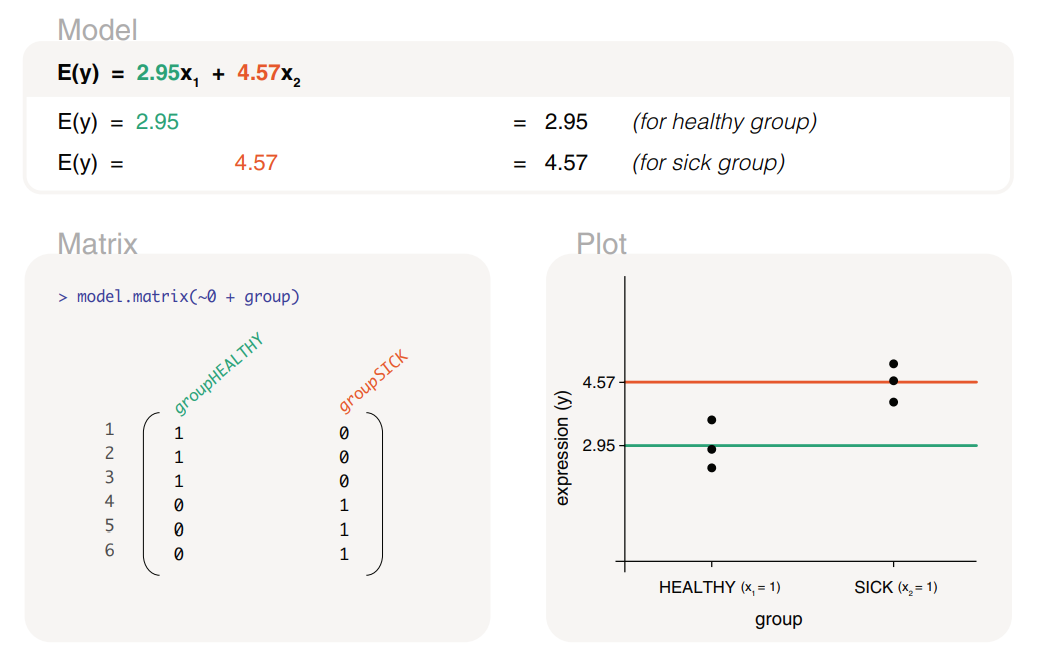 Model
E(y) = 2.95x1 + 4.57x2
E(y) = 2.95 = 2.95 (for healthy group)
E(y) = 4.57 = 4.57 (for sick group)
Matrix
> model.matrix(~0 + group)
groupHEALTHY groupSICK
1 1 0
2 1 0
3 1 0
4 0 1
5 0 1
6 0 1
Plot
expression (y)
4.57
2.95
HEALTHY (x1 = 1) SICK (x2 = 1)
group